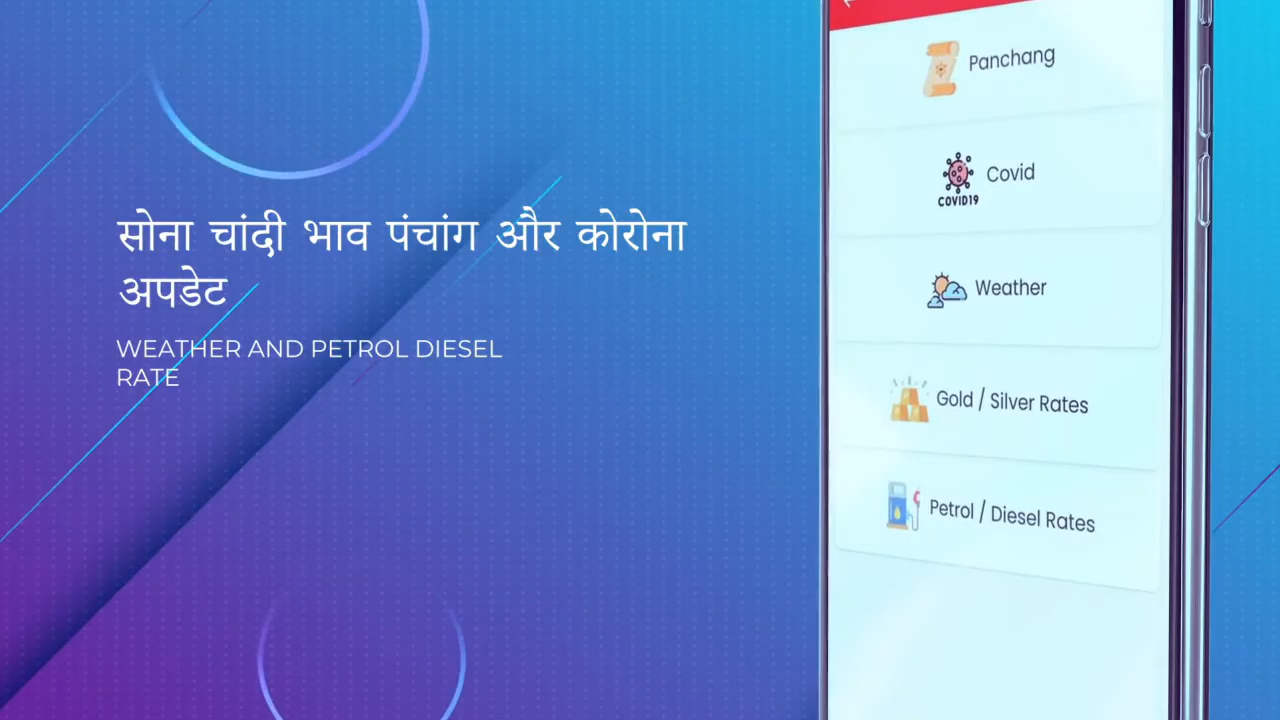 सोना चांदी भाव पंचांग और कोरोना
अपडेट
WEATHER AND PETROL DIESEL
RATE
Panchang
COVID19
Covid
Weather
Gold / Silver Rates
Petrol / Diesel Rates